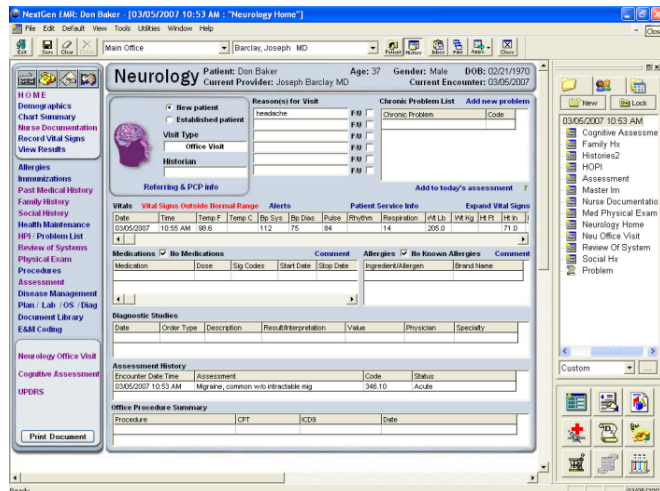 NextGen EMR: Don Baker - [03/05/2007 10:53 AM : "Neurology Home"]
File Edit Default View Tools Utilities Window Help
Close
Exit Save Clear Delete Main Office Barclay, Joseph MD Patient History Inbox PAQ Appt. Close
HOME
Demographics
Chart Summary
Nurse Documentation
Record Vital Signs
View Results
Allergies
Immunizations
Past Medical History
Family History
Social History
Health Maintenance
HPI / Problem List
Review of Systems
Physical Exam
Procedures
Assessment
Disease Management
Plan / Lab / OS / Diag
Document Library
E&M Coding
Neurology Office Visit
Cognitive Assessment
UPDRS
Print Document
Neurology Patient: Don Baker Age: 37 Gender: Male DOB: 02/21/1970
Current Provider: Joseph Barclay MD Current Encounter: 03/05/2007
New patient
Established patient
Visit Type
Office Visit
Historian
Referring & PCP info
Reason(s) for Visit
headache F/U
F/U
F/U
F/U
F/U
Chronic Problem List Add new problem
Chronic Problem Code
Add to today's assessment ?
Vitals Vital Signs Outside Normal Range Alerts Patient Service Info Expand Vital Signs
Date Time Temp F Temp C Bp Sys Bp Dias Pulse Rhythm Respiration Wt Lb Wt Kg Ht Ft Ht In
03/05/2007 10:55 AM 98.6 112 75 84 14 205.0 71.0
Medications No Medications Comment Allergies No Known Allergies Comment
Medication Dose Sig Codes Start Date Stop Date Ingredient/Allergen Brand Name
Diagnostic Studies
Date Order Type Description Result/Interpretation Value Physician Specialty
Assessment History
Encounter Date:Time Assessment Code Status
03/05/2007 10:53 AM Migraine, common w/o intractable mig 346.10 Acute
Office Procedure Summary
Procedure CPT ICD9 Date
New Lock
03/05/2007 10:53 AM
Cognitive Assessme
Family Hx
Histories2
HOPI
Assessment
Master Im
Nurse Documentatio
Med Physical Exam
Neurology Home
Neu Office Visit
Review Of System
Social Hx
Problem
Custom ...
Ready 03/05/200